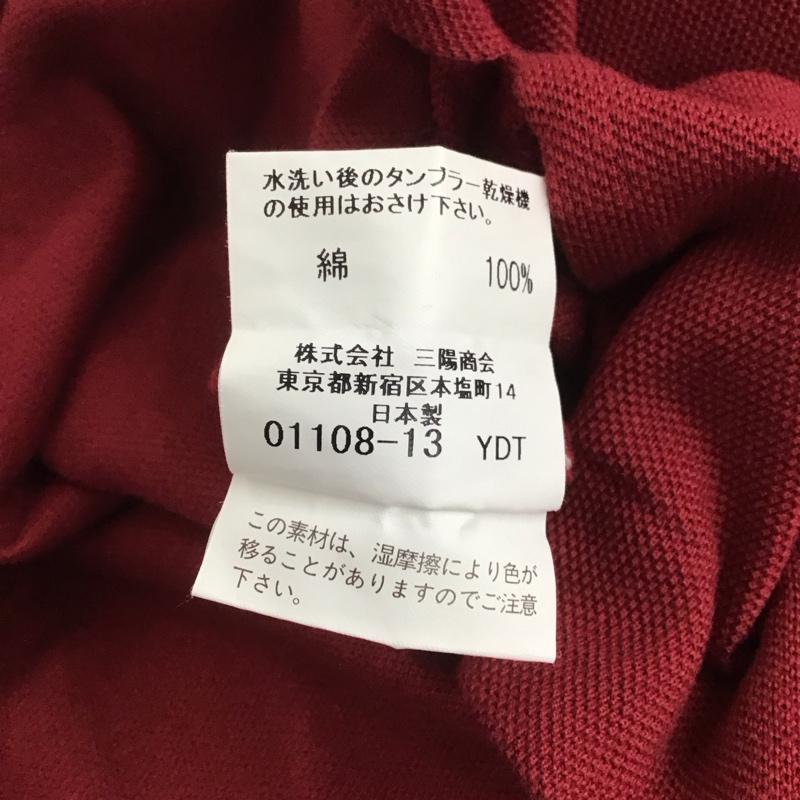 水洗い後のタンブラー乾燥機
の使用はおさけ下さい。
綿 100%
株式会社 三陽商会
東京都新宿区本塩町14
日本製
01108-13 YDT
この素材は、湿摩擦により色が
移ることがありますのでご注意
下さい。